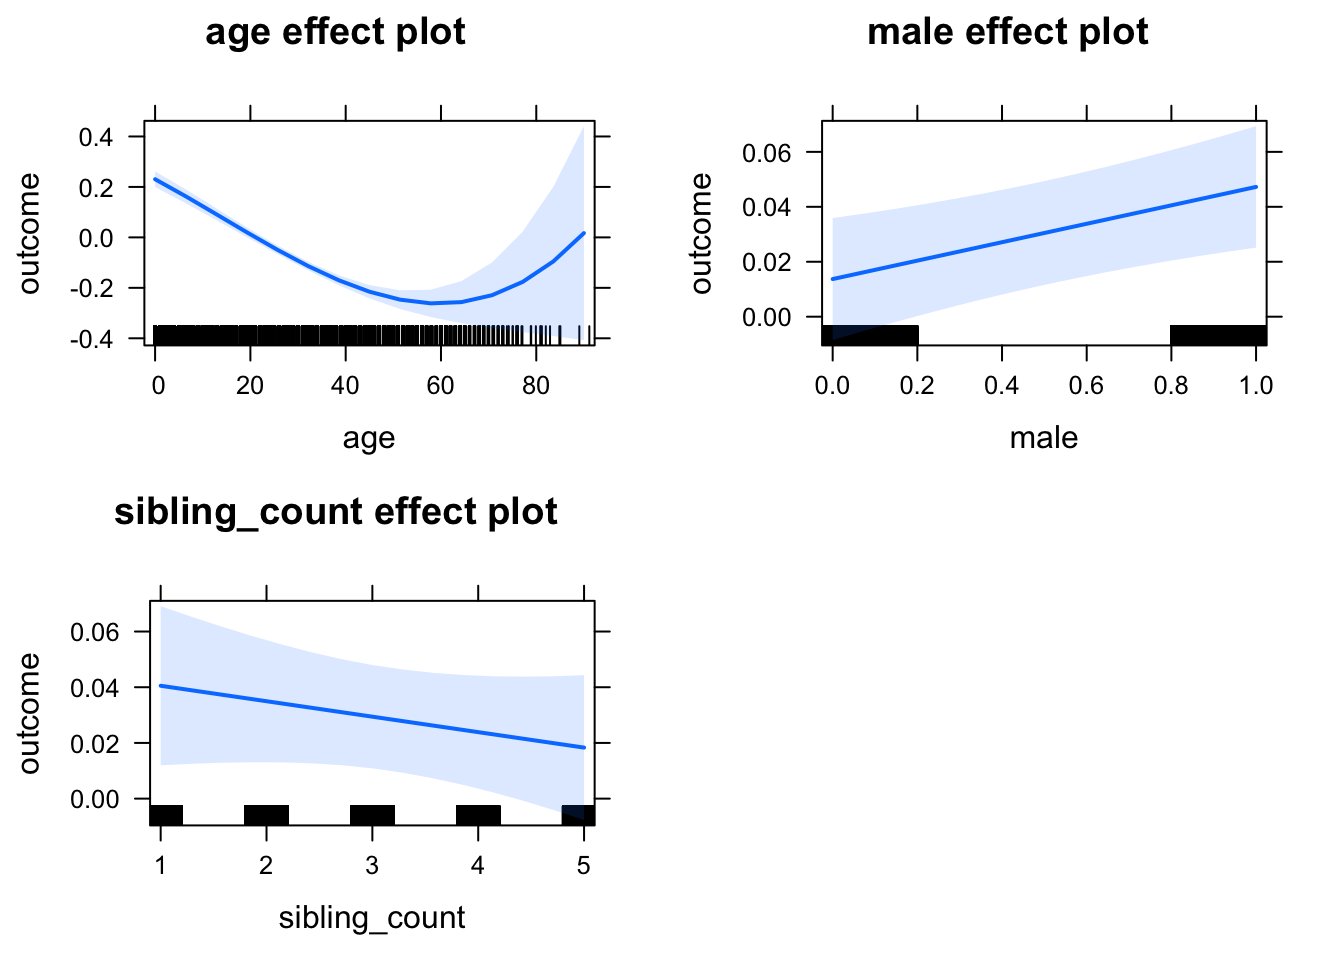 age effect plot
outcome
0.4
0.2
0.0
-0.2
-0.4
0 20 40 60 80
age
male effect plot
outcome
0.06
0.04
0.02
0.00
0.0 0.2 0.4 0.6 0.8 1.0
male
sibling_count effect plot
outcome
0.06
0.04
0.02
0.00
1 2 3 4 5
sibling_count